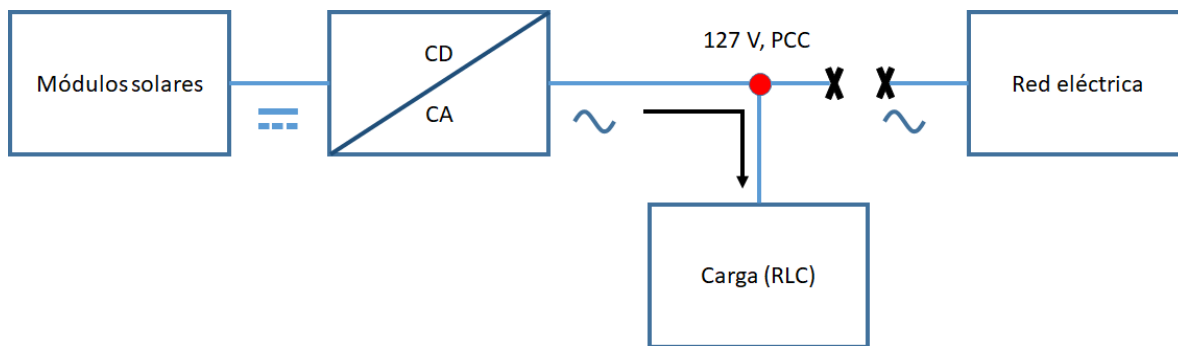 Módulos solares
CD
CA
127 V, PCC
Red eléctrica
Carga (RLC)